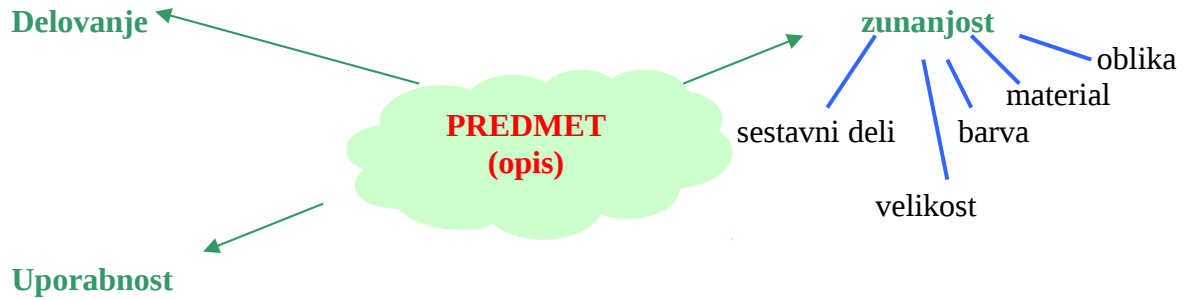 Delovanje
zunanjost
oblika
material
PREDMET
sestavni deli
barva
(opis)
velikost
Uporabnost